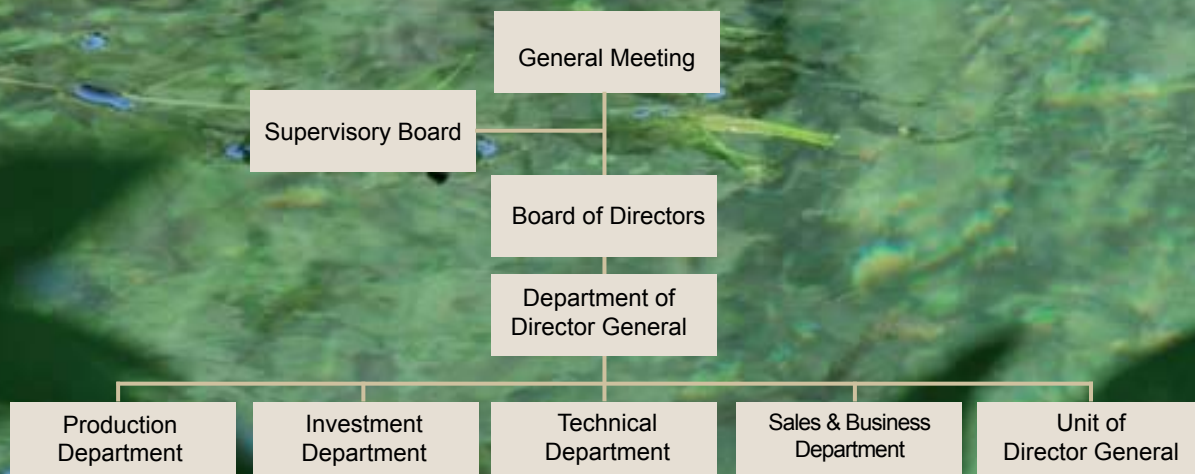 General Meeting
Supervisory Board
Board of Directors
Department of
Director General
Production
Department
Investment
Department
Technical
Department
Sales & Business
Department
Unit of
Director General